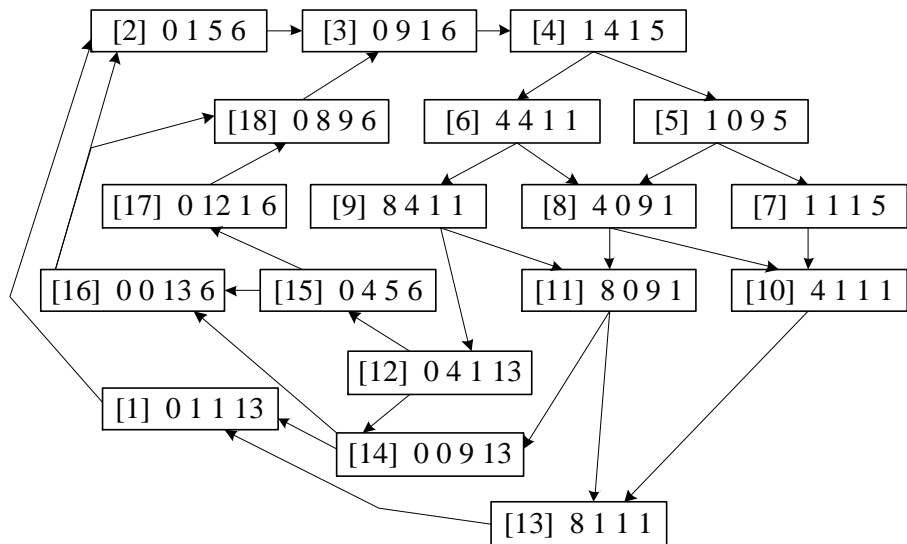 [2] 0 1 5 6
[3] 0 9 1 6
[4] 1 4 1 5
[18] 0 8 9 6
[6] 4 4 1 1
[5] 1 0 9 5
[17] 0 12 1 6
[9] 8 4 1 1
[8] 4 0 9 1
[7] 1 1 1 5
[16] 0 0 13 6
[15] 0 4 5 6
[11] 8 0 9 1
[10] 4 1 1 1
[12] 0 4 1 13
[1] 0 1 1 13
[14] 0 0 9 13
[13] 8 1 1 1